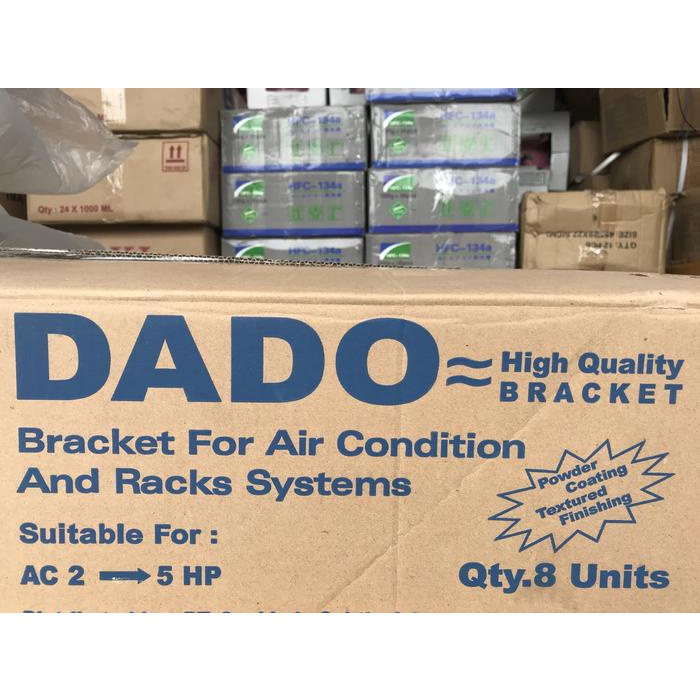 HFC-134a
HFC-134a
HFC-134a
HFC-134a
HFC-134a
HFC-134a
Qty : 24 X 1000 ML
DADO
High Quality
BRACKET
Bracket For Air Condition
And Racks Systems
Powder
Coating
Textured
Finishing
Suitable For :
AC 2 → 5 HP
Qty.8 Units